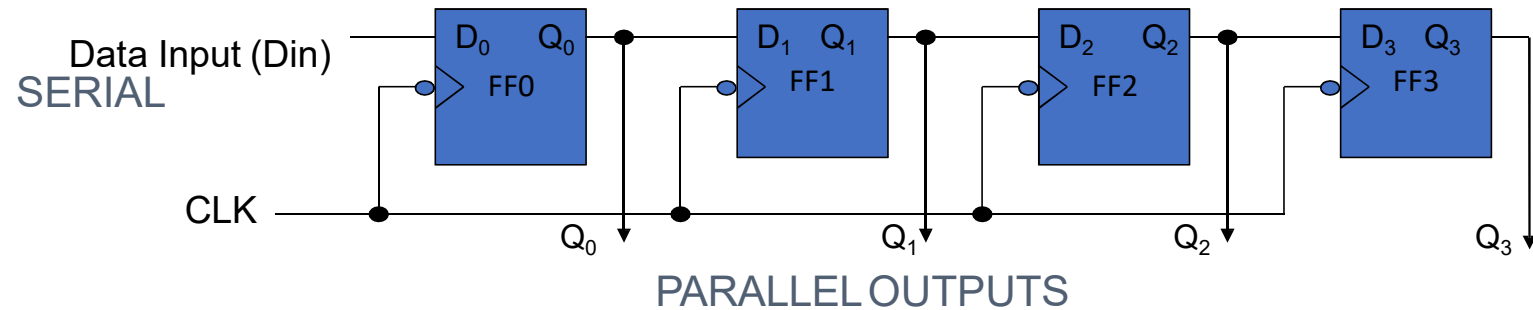 D₀ Q₀ D₁ Q₁ D₂ Q₂ D₃ Q₃
Data Input (Din)
SERIAL
FF0 FF1 FF2 FF3
CLK
Q₀ Q₁ Q₂ Q₃
PARALLEL OUTPUTS